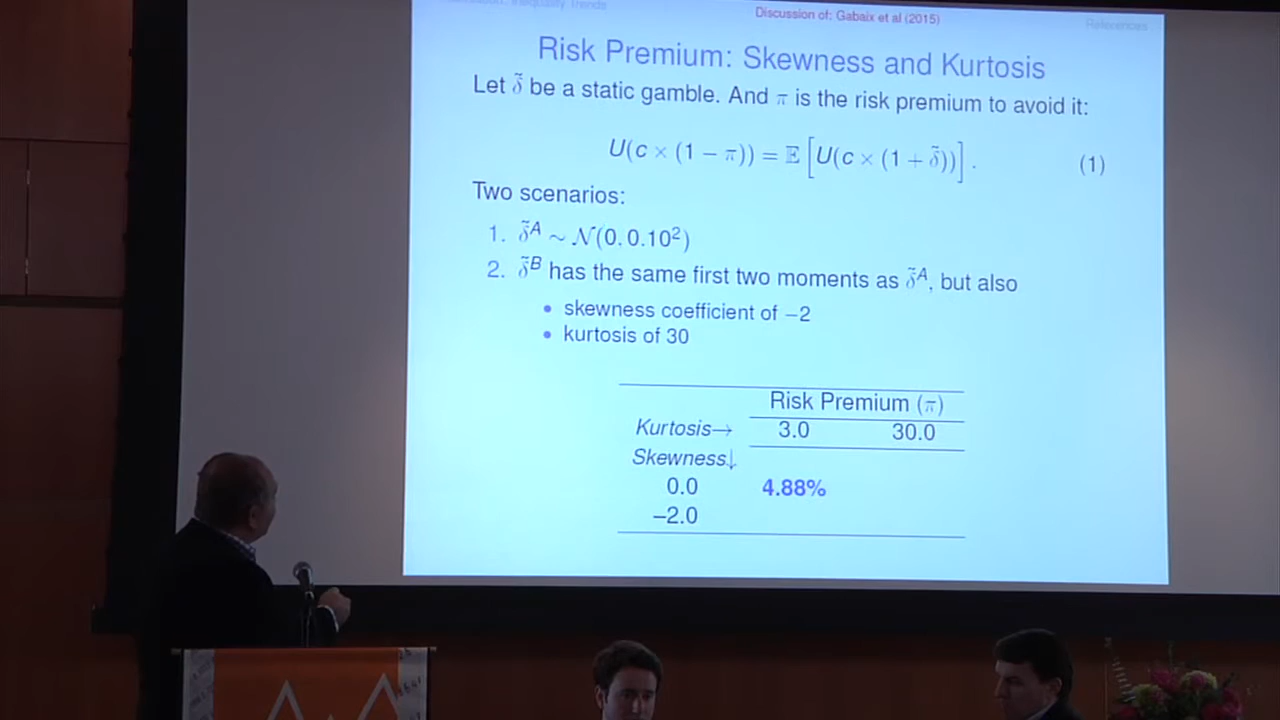 Inequality Trends
Discussion of: Gabaix et al (2015)
References
Risk Premium: Skewness and Kurtosis
Let δ̃ be a static gamble. And π is the risk premium to avoid it:
U(c × (1 − π)) = 𝔼 [U(c × (1 + δ̃))] . (1)
Two scenarios:
1. δ̃ᴬ ∼ 𝒩(0, 0.10²)
2. δ̃ᴮ has the same first two moments as δ̃ᴬ, but also
• skewness coefficient of −2
• kurtosis of 30
Risk Premium (π)
Kurtosis→ 3.0 30.0
Skewness↓
0.0 4.88%
−2.0